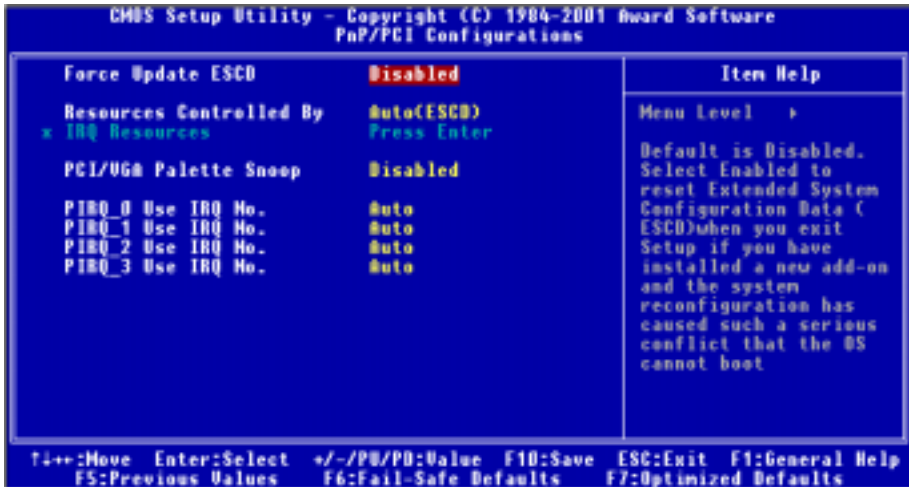 CMOS Setup Utility - Copyright (C) 1984-2001 Award Software
PnP/PCI Configurations
Force Update ESCD Disabled
Resources Controlled By Auto(ESCD)
x IRQ Resources Press Enter
PCI/VGA Palette Snoop Disabled
PIRQ_0 Use IRQ No. Auto
PIRQ_1 Use IRQ No. Auto
PIRQ_2 Use IRQ No. Auto
PIRQ_3 Use IRQ No. Auto
Item Help
Menu Level ▸
Default is Disabled.
Select Enabled to
reset Extended System
Configuration Data (
ESCD)when you exit
Setup if you have
installed a new add-on
and the system
reconfiguration has
caused such a serious
conflict that the OS
cannot boot
↑↓→←:Move Enter:Select +/-/PU/PD:Value F10:Save ESC:Exit F1:General Help
F5:Previous Values F6:Fail-Safe Defaults F7:Optimized Defaults